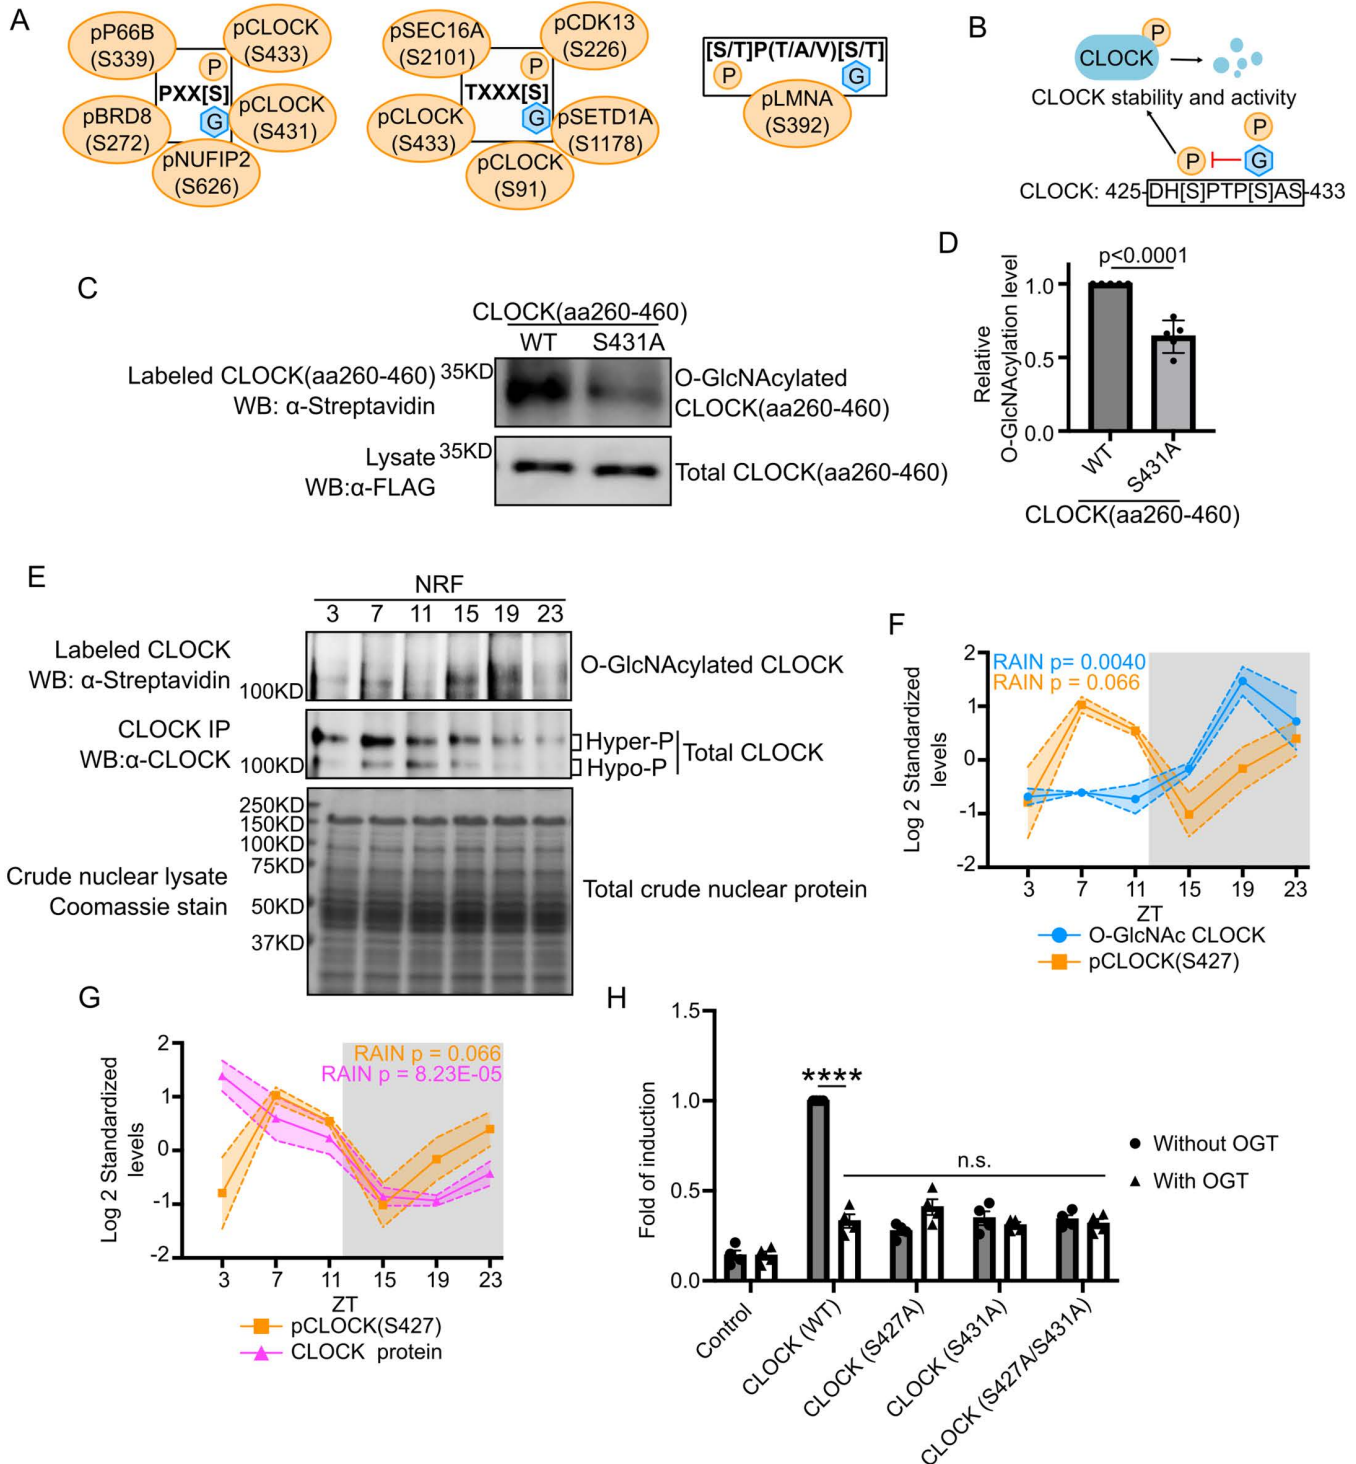 A
pP66B
(S339)
pCLOCK
(S433)
P
PXX[S]
G
pBRD8
(S272)
pCLOCK
(S431)
pNUFIP2
(S626)
pSEC16A
(S2101)
pCDK13
(S226)
P
TXXX[S]
G
pCLOCK
(S433)
pSETD1A
(S1178)
pCLOCK
(S91)
[S/T]P(T/A/V)[S/T]
P
G
pLMNA
(S392)
B
P
CLOCK
CLOCK stability and activity
P
P
G
CLOCK: 425-DH[S]PTP[S]AS-433
C
CLOCK(aa260-460)
WT
S431A
Labeled CLOCK(aa260-460)
WB: α-Streptavidin
35KD
O-GlcNAcylated
CLOCK(aa260-460)
Lysate
WB:α-FLAG
35KD
Total CLOCK(aa260-460)
D
p<0.0001
Relative
O-GlcNAcylation level
1.0
0.5
0.0
WT
S431A
CLOCK(aa260-460)
E
NRF
3 7 11 15 19 23
Labeled CLOCK
WB: α-Streptavidin
100KD
O-GlcNAcylated CLOCK
CLOCK IP
WB:α-CLOCK
100KD
Hyper-P
Hypo-P
Total CLOCK
250KD
150KD
100KD
75KD
50KD
37KD
Crude nuclear lysate
Coomassie stain
Total crude nuclear protein
F
RAIN p= 0.0040
RAIN p = 0.066
Log 2 Standardized
levels
2
1
0
-1
-2
3 7 11 15 19 23
ZT
O-GlcNAc CLOCK
pCLOCK(S427)
G
RAIN p = 0.066
RAIN p = 8.23E-05
Log 2 Standardized
levels
2
1
0
-1
-2
3 7 11 15 19 23
ZT
pCLOCK(S427)
CLOCK protein
H
Fold of induction
1.5
1.0
0.5
0.0
****
n.s.
Without OGT
With OGT
Control
CLOCK (WT)
CLOCK (S427A)
CLOCK (S431A)
CLOCK (S427A/S431A)